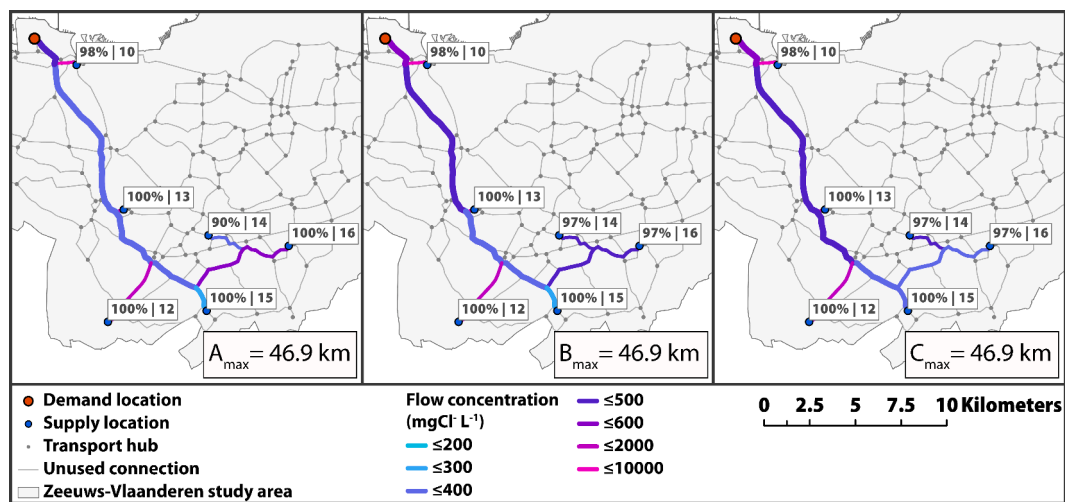 98% | 10
100% | 13
90% | 14
100% | 16
100% | 12
100% | 15
Amax = 46.9 km
98% | 10
100% | 13
97% | 14
97% | 16
100% | 12
100% | 15
Bmax = 46.9 km
98% | 10
100% | 13
97% | 14
97% | 16
100% | 12
100% | 15
Cmax = 46.9 km
Demand location
Supply location
Transport hub
Unused connection
Zeeuws-Vlaanderen study area
Flow concentration
(mgCl- L-1)
≤200
≤300
≤400
≤500
≤600
≤2000
≤10000
0 2.5 5 7.5 10 Kilometers